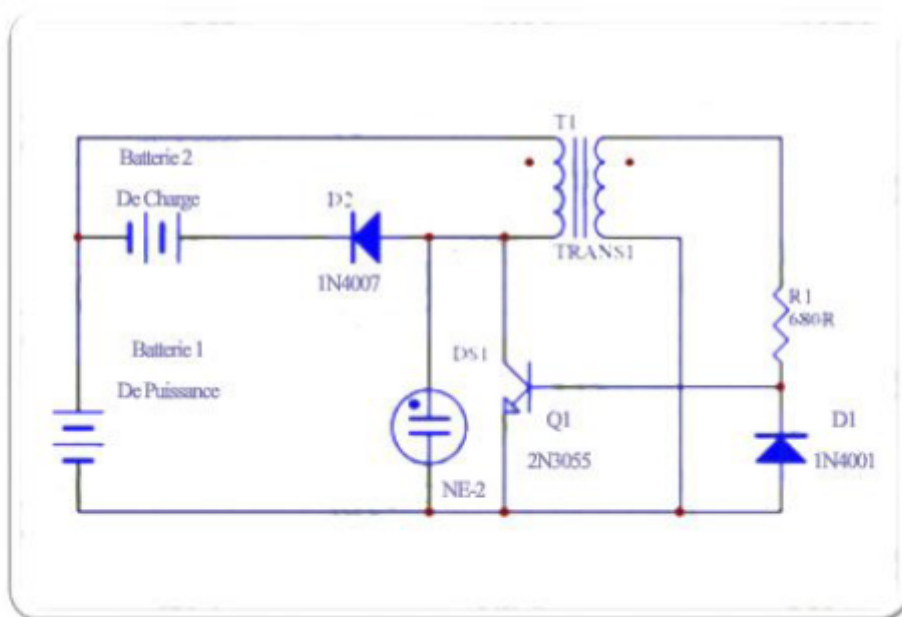 T1
Batterie 2
De Charge
D2
1N4007
TRANS1
R1
680R
Batterie 1
De Puissance
DS1
Q1
2N3055
NE-2
D1
1N4001